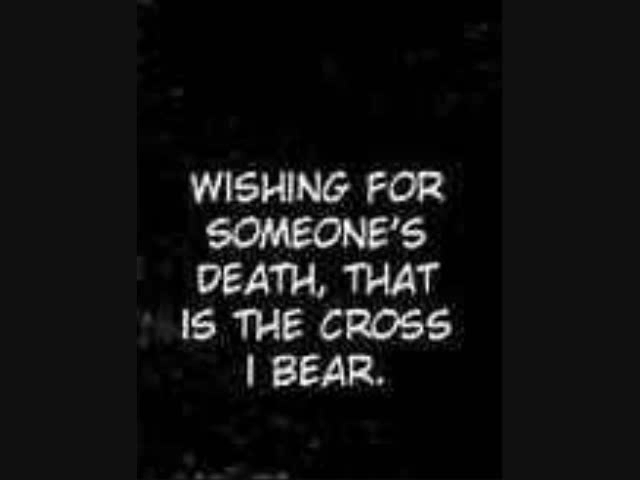 WISHING FOR
SOMEONE'S
DEATH, THAT
IS THE CROSS
I BEAR.